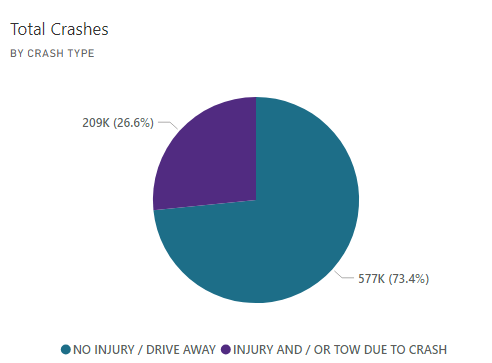 Total Crashes
BY CRASH TYPE
209K (26.6%)
577K (73.4%)
NO INJURY / DRIVE AWAY INJURY AND / OR TOW DUE TO CRASH